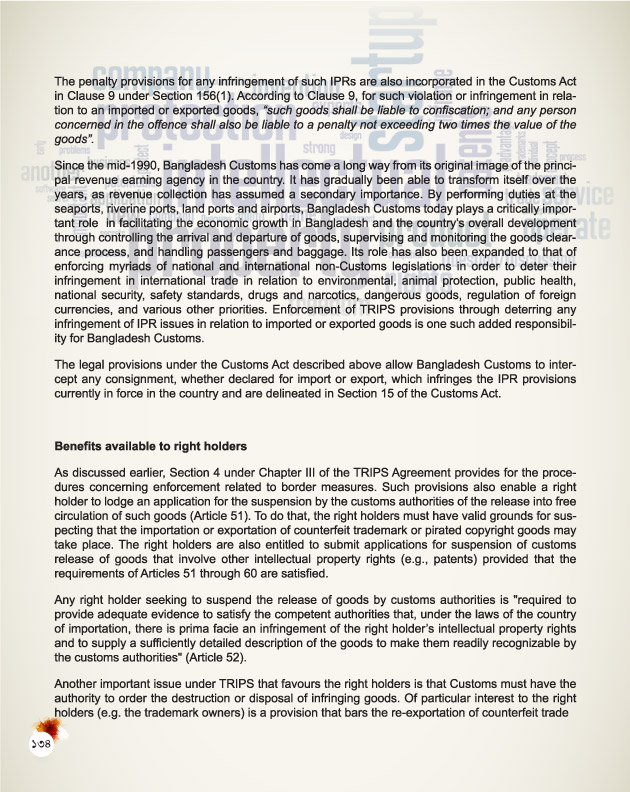 The penalty provisions for any infringement of such IPRs are also incorporated in the Customs Act
in Clause 9 under Section 156(1). According to Clause 9, for such violation or infringement in rela-
tion to an imported or exported goods, “such goods shall be liable to confiscation; and any person
concerned in the offence shall also be liable to a penalty not exceeding two times the value of the
goods”.
Since the mid-1990, Bangladesh Customs has come a long way from its original image of the princi-
pal revenue earning agency in the country. It has gradually been able to transform itself over the
years, as revenue collection has assumed a secondary importance. By performing duties at the
seaports, riverine ports, land ports and airports, Bangladesh Customs today plays a critically impor-
tant role in facilitating the economic growth in Bangladesh and the country's overall development
through controlling the arrival and departure of goods, supervising and monitoring the goods clear-
ance process, and handling passengers and baggage. Its role has also been expanded to that of
enforcing myriads of national and international non-Customs legislations in order to deter their
infringement in international trade in relation to environmental, animal protection, public health,
national security, safety standards, drugs and narcotics, dangerous goods, regulation of foreign
currencies, and various other priorities. Enforcement of TRIPS provisions through deterring any
infringement of IPR issues in relation to imported or exported goods is one such added responsibil-
ity for Bangladesh Customs.
The legal provisions under the Customs Act described above allow Bangladesh Customs to inter-
cept any consignment, whether declared for import or export, which infringes the IPR provisions
currently in force in the country and are delineated in Section 15 of the Customs Act.
Benefits available to right holders
As discussed earlier, Section 4 under Chapter III of the TRIPS Agreement provides for the proce-
dures concerning enforcement related to border measures. Such provisions also enable a right
holder to lodge an application for the suspension by the customs authorities of the release into free
circulation of such goods (Article 51). To do that, the right holders must have valid grounds for sus-
pecting that the importation or exportation of counterfeit trademark or pirated copyright goods may
take place. The right holders are also entitled to submit applications for suspension of customs
release of goods that involve other intellectual property rights (e.g., patents) provided that the
requirements of Articles 51 through 60 are satisfied.
Any right holder seeking to suspend the release of goods by customs authorities is "required to
provide adequate evidence to satisfy the competent authorities that, under the laws of the country
of importation, there is prima facie an infringement of the right holder's intellectual property rights
and to supply a sufficiently detailed description of the goods to make them readily recognizable by
the customs authorities" (Article 52).
Another important issue under TRIPS that favours the right holders is that Customs must have the
authority to order the destruction or disposal of infringing goods. Of particular interest to the right
holders (e.g. the trademark owners) is a provision that bars the re-exportation of counterfeit trade
১৩৪